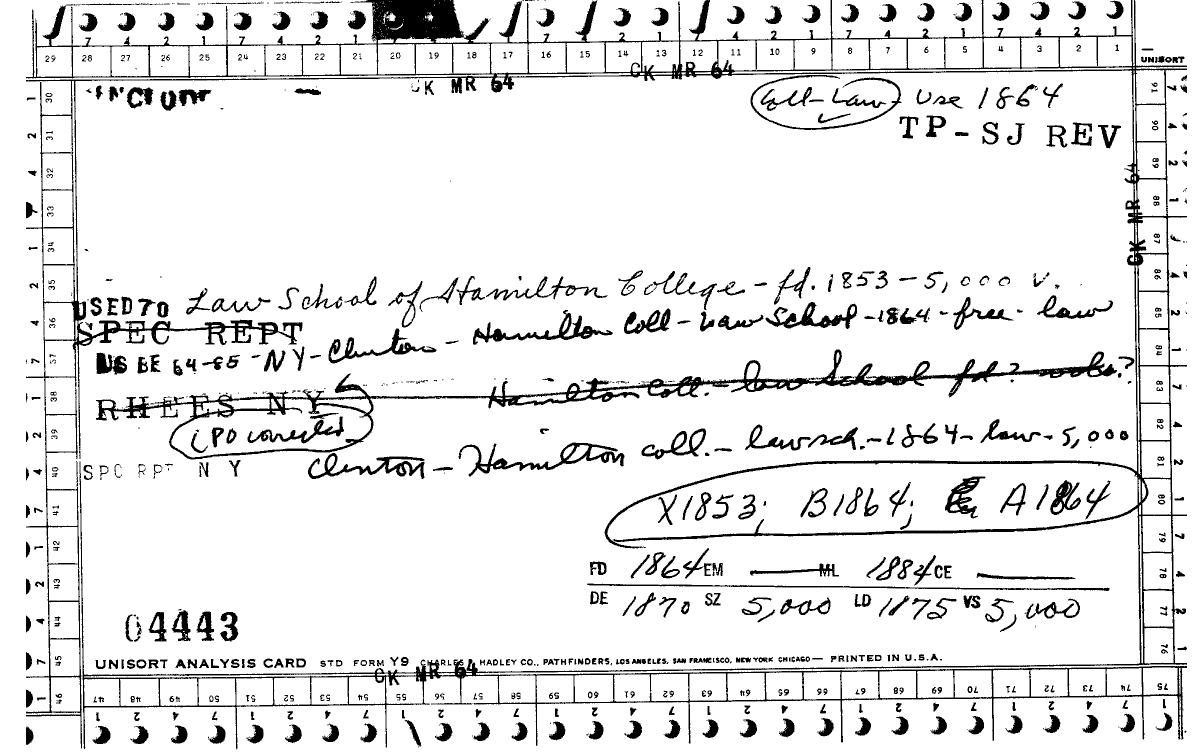 7 4 2 1 7 4 2 1 7 4 2 1 7 4 2 1 7 4 2 1
29 28 27 26 25 24 23 22 21 20 19 18 17 16 15 14 13 12 11 10 9 8 7 6 5 4 3 2 1
UNISORT
CK MR 64 CK MR 64
Coll-Law - Use 1864
TP-SJ REV
CK MR 64
Law School of Hamilton College - fd. 1853 - 5,000 v.
USED TO
SPEC REPT
US BE 64-65 - NY - Clinton - Hamilton Coll - Law School - 1864 - free - law
RHEES NY Hamilton Coll. - law School fd? vols.?
(PO corrected)
SPC RPT N Y Clinton - Hamilton coll. - law sch. - 1864 - law - 5,000
X1853; B1864; A1864
FD 1864 EM — ML 1884 CE —
DE 1870 SZ 5,000 LD 1875 VS 5,000
04443
UNISORT ANALYSIS CARD STD FORM Y9 CHARLES R. HADLEY CO., PATHFINDERS, LOS ANGELES, SAN FRANCISCO, NEW YORK CHICAGO — PRINTED IN U.S.A.
CK MR 64
47 48 49 50 51 52 53 54 55 56 57 58 59 60 61 62 63 64 65 66 67 68 69 70 71 72 73 74 75
30 31 32 33 34 35 36 37 38 39 40 41 42 43 44 45 46
91 90 89 88 87 86 85 84 83 82 81 80 79 78 77 76